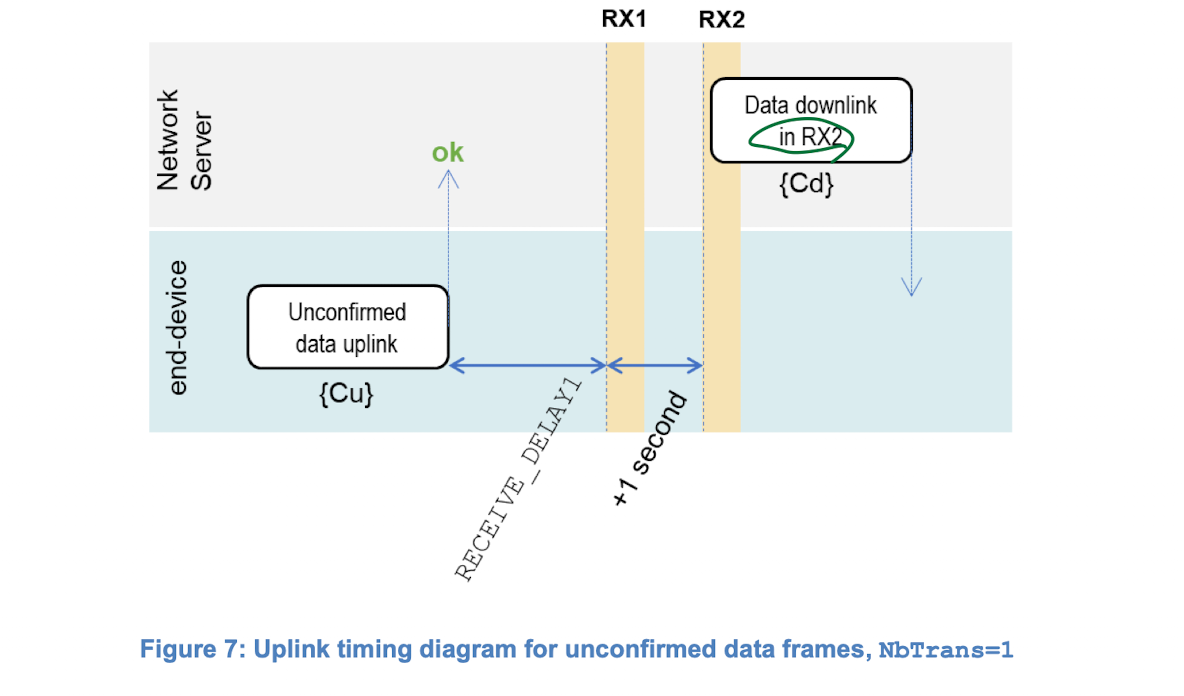 RX1 RX2
Network
Server
ok
Data downlink
in RX2
{Cd}
end-device
Unconfirmed
data uplink
{Cu}
RECEIVE_DELAY1
+1 second
Figure 7: Uplink timing diagram for unconfirmed data frames, NbTrans=1